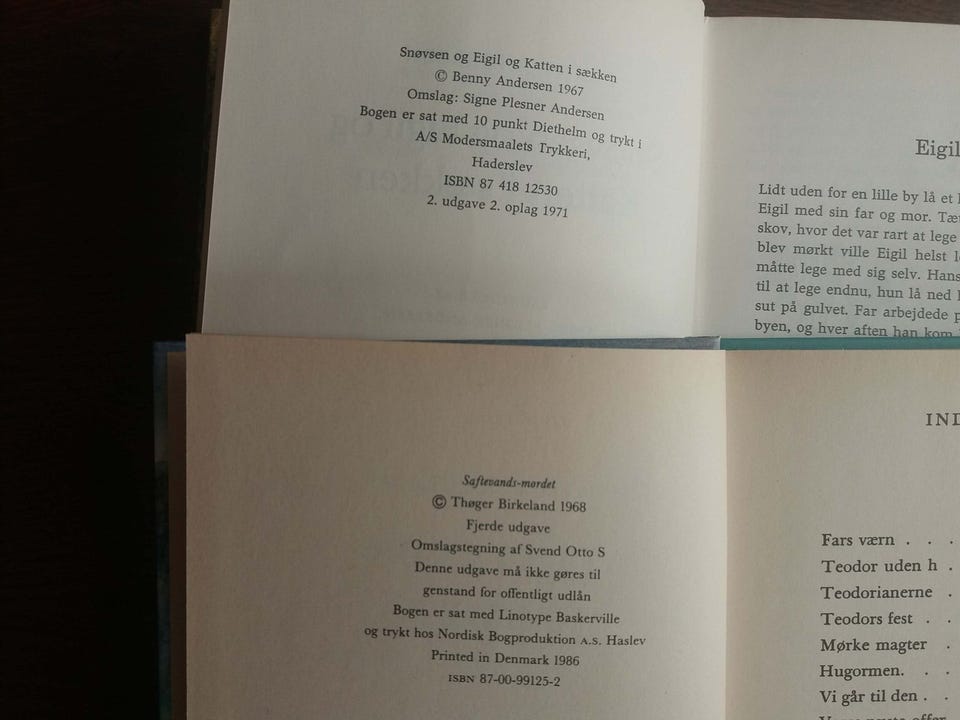 Snøvsen og Eigil og Katten i sækken
© Benny Andersen 1967
Omslag: Signe Plesner Andersen
Bogen er sat med 10 punkt Diethelm og trykt i
A/S Modersmaalets Trykkeri,
Haderslev
ISBN 87 418 12530
2. udgave 2. oplag 1971
Eigil
Lidt uden for en lille by lå et
Eigil med sin far og mor. Tæt
skov, hvor det var rart at lege
blev mørkt ville Eigil helst
måtte lege med sig selv. Hans
til at lege endnu, hun lå ned
sut på gulvet. Far arbejdede
byen, og hver aften han kom
Saftevands-mordet
© Thøger Birkeland 1968
Fjerde udgave
Omslagstegning af Svend Otto S
Denne udgave må ikke gøres til
genstand for offentligt udlån
Bogen er sat med Linotype Baskerville
og trykt hos Nordisk Bogproduktion A.S. Haslev
Printed in Denmark 1986
ISBN 87-00-99125-2
IND
Fars værn . . .
Teodor uden h .
Teodorianerne .
Teodors fest . .
Mørke magter .
Hugormen. . .
Vi går til den . .